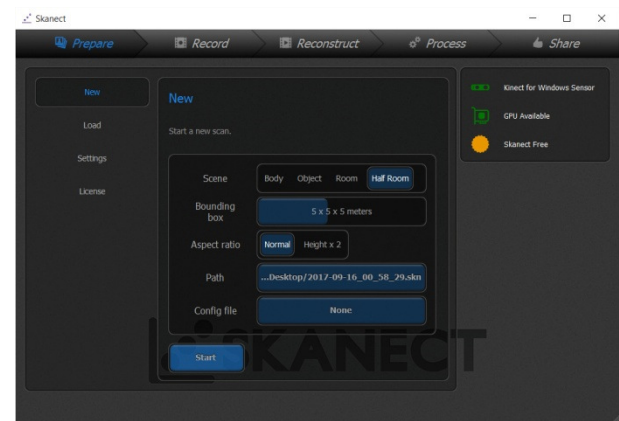 Skanect
Prepare Record Reconstruct Process Share
New
Load
Settings
License
New
Start a new scan.
Scene Body Object Room Half Room
Bounding
box
5 x 5 x 5 meters
Aspect ratio Normal Height x 2
Path ...Desktop/2017-09-16_00_58_29.skn
Config file None
Start
SKANECT
Kinect for Windows Sensor
GPU Available
Skanect Free